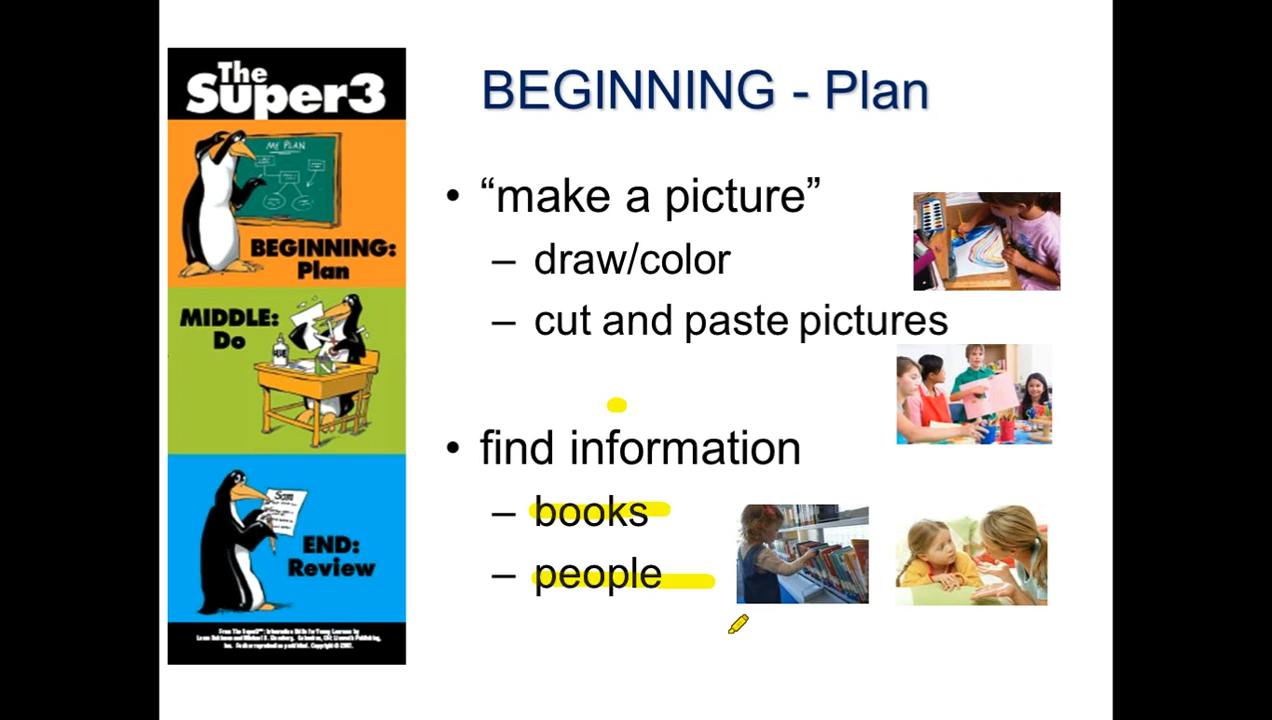 The
Super3
ME PLAN
BEGINNING:
Plan
MIDDLE:
Do
END:
Review
BEGINNING - Plan
• “make a picture”
– draw/color
– cut and paste pictures
• find information
– books
– people